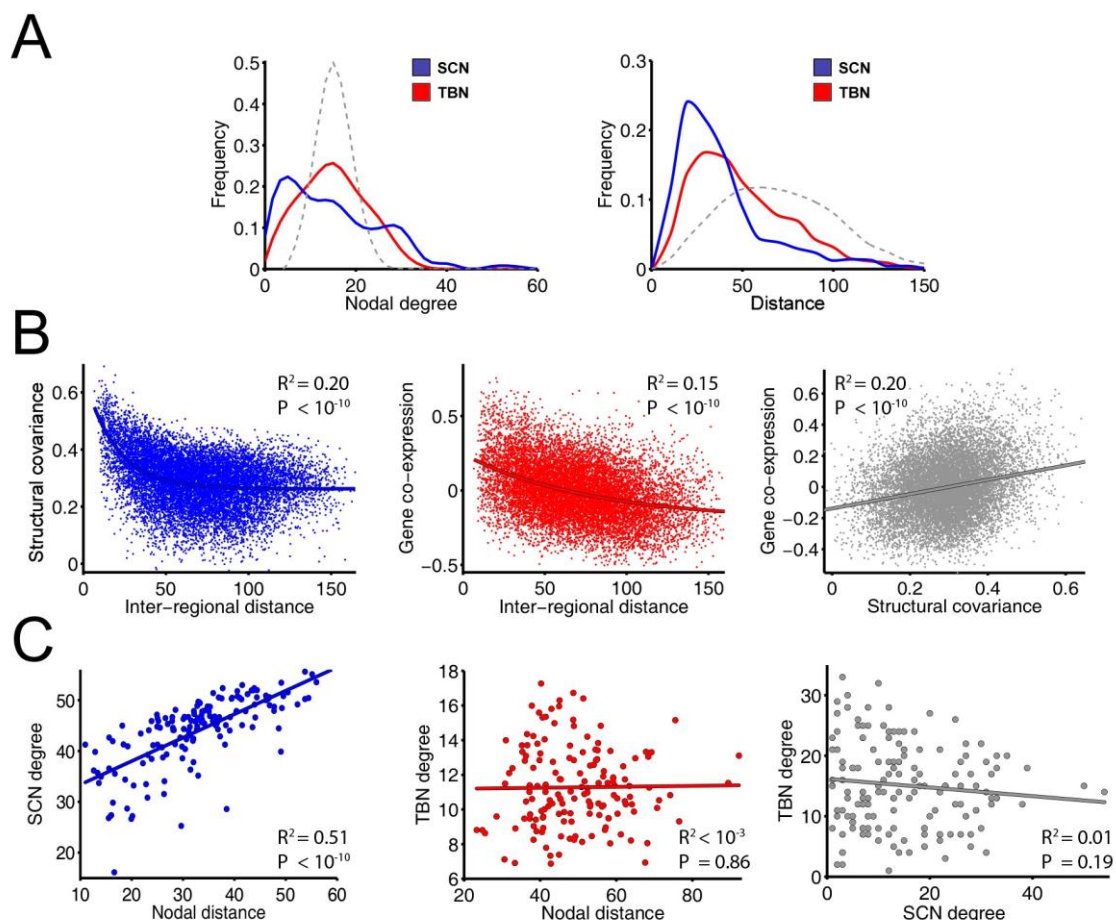 A
SCN
TBN
0.5
0.4
0.3
0.2
0.1
0
Frequency
0
20
40
60
Nodal degree
SCN
TBN
0.3
0.2
0.1
0
Frequency
0
50
100
150
Distance
B
R² = 0.20
P < 10⁻¹⁰
0.6
0.4
0.2
0
Structural covariance
0
50
100
150
Inter−regional distance
R² = 0.15
P < 10⁻¹⁰
0.5
0
−0.5
Gene co-expression
0
50
100
150
Inter−regional distance
R² = 0.20
P < 10⁻¹⁰
0.6
0.4
0.2
0
−0.2
−0.4
Gene co-expression
0
0.2
0.4
0.6
Structural covariance
C
50
40
30
20
SCN degree
R² = 0.51
P < 10⁻¹⁰
10
20
30
40
50
60
Nodal distance
18
16
14
12
10
8
6
TBN degree
R² < 10⁻³
P = 0.86
20
40
60
80
Nodal distance
30
20
10
0
TBN degree
R² = 0.01
P = 0.19
0
20
40
SCN degree